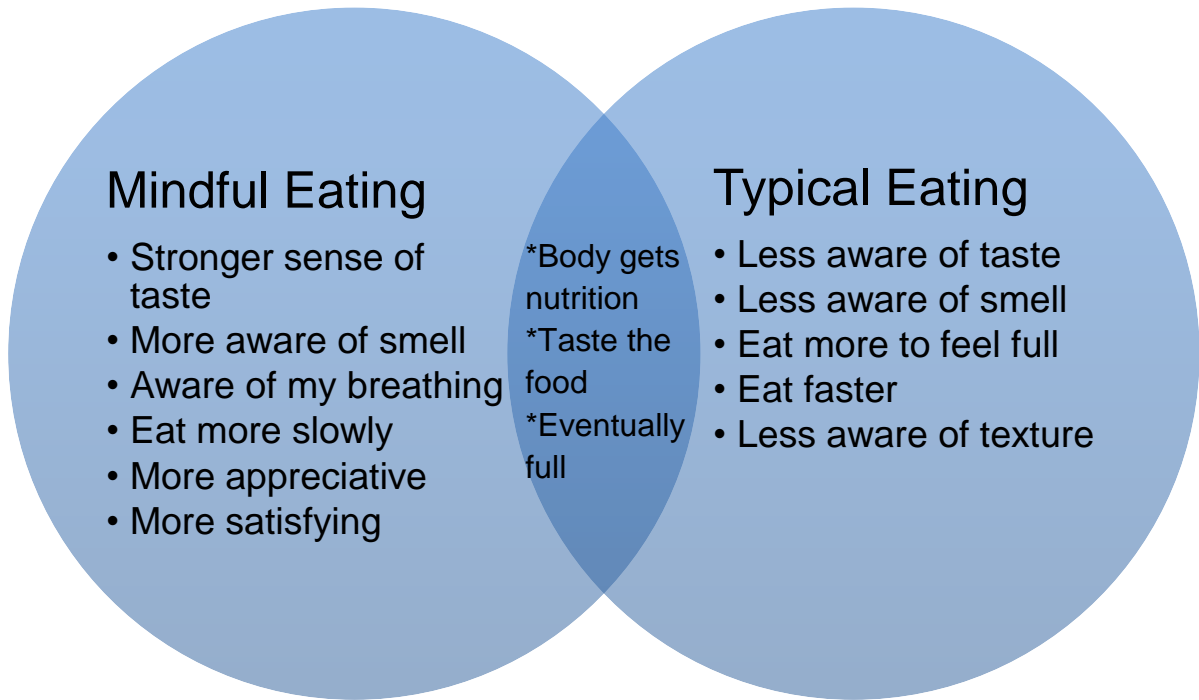 Mindful Eating
• Stronger sense of
taste
• More aware of smell
• Aware of my breathing
• Eat more slowly
• More appreciative
• More satisfying
*Body gets
nutrition
*Taste the
food
*Eventually
full
Typical Eating
• Less aware of taste
• Less aware of smell
• Eat more to feel full
• Eat faster
• Less aware of texture